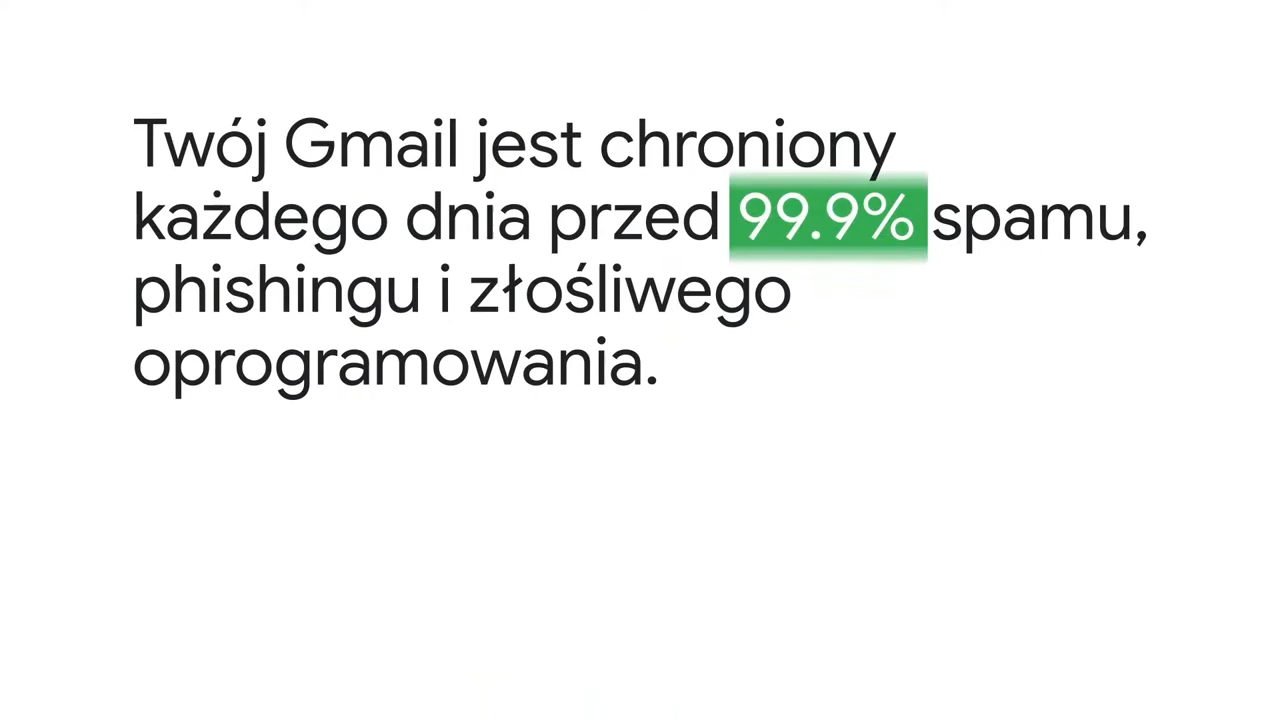 Twój Gmail jest chroniony
każdego dnia przed 99.9% spamu,
phishingu i złośliwego
oprogramowania.